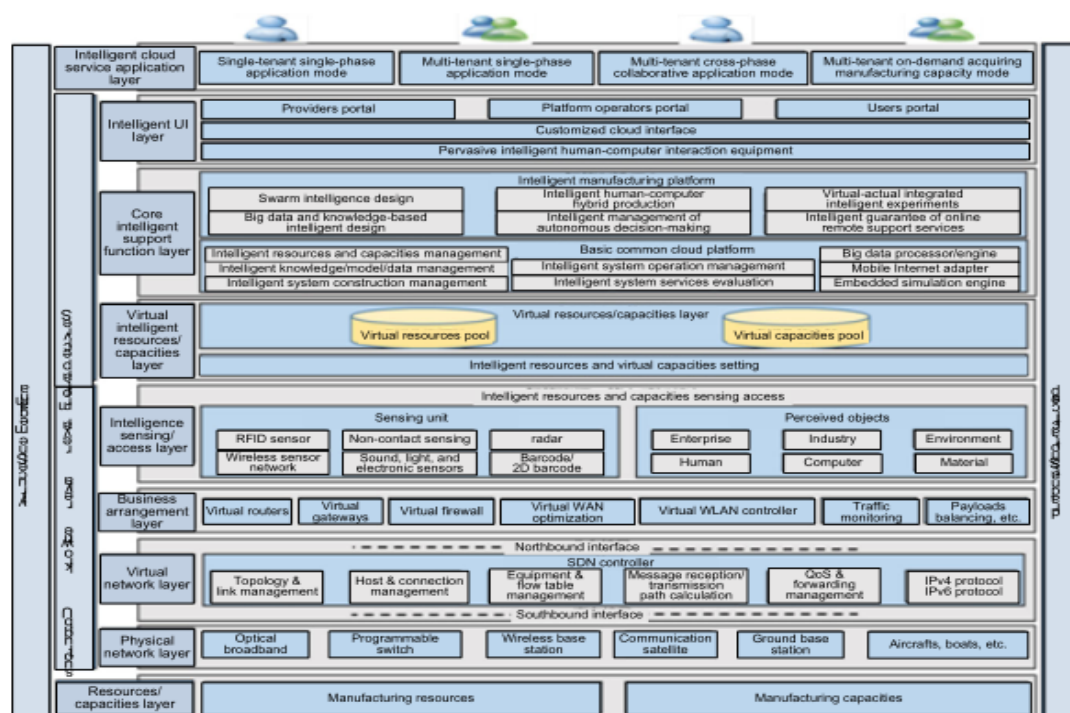 Intelligent cloud
service application
layer
Single-tenant single-phase
application mode
Multi-tenant single-phase
application mode
Multi-tenant cross-phase
collaborative application mode
Multi-tenant on-demand acquiring
manufacturing capacity mode
Intelligent UI
layer
Providers portal
Platform operators portal
Users portal
Customized cloud interface
Pervasive intelligent human-computer interaction equipment
Core
intelligent
support
function layer
Intelligent manufacturing platform
Swarm intelligence design
Big data and knowledge-based
intelligent design
Intelligent human-computer
hybrid production
Intelligent management of
autonomous decision-making
Virtual-actual integrated
intelligent experiments
Intelligent guarantee of online
remote support services
Basic common cloud platform
Intelligent resources and capacities management
Intelligent knowledge/model/data management
Intelligent system construction management
Intelligent system operation management
Intelligent system services evaluation
Big data processor/engine
Mobile Internet adapter
Embedded simulation engine
Virtual
intelligent
resources/
capacities
layer
Virtual resources/capacities layer
Virtual resources pool
Virtual capacities pool
Intelligent resources and virtual capacities setting
Intelligence
sensing/
access layer
Intelligent resources and capacities sensing access
Sensing unit
RFID sensor
Non-contact sensing
radar
Wireless sensor
network
Sound, light, and
electronic sensors
Barcode/
2D barcode
Perceived objects
Enterprise
Industry
Environment
Human
Computer
Material
Business
arrangement
layer
Virtual routers
Virtual
gateways
Virtual firewall
Virtual WAN
optimization
Virtual WLAN controller
Traffic
monitoring
Payloads
balancing, etc.
Virtual
network layer
Northbound interface
SDN controller
Topology &
link management
Host & connection
management
Equipment &
flow table
management
Message reception/
transmission
path calculation
QoS &
forwarding
management
IPv4 protocol
IPv6 protocol
Southbound interface
Physical
network layer
Optical
broadband
Programmable
switch
Wireless base
station
Communication
satellite
Ground base
station
Aircrafts, boats, etc.
Resources/
capacities layer
Manufacturing resources
Manufacturing capacities